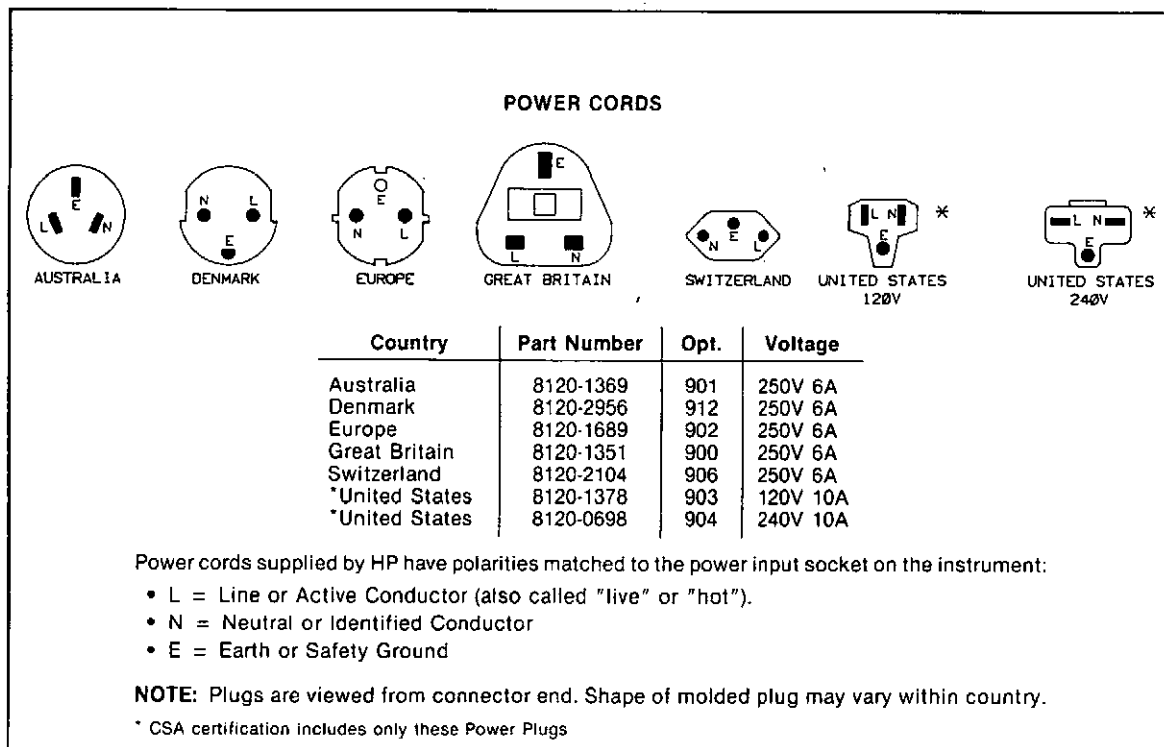 POWER CORDS
E
L N
AUSTRALIA
N L
E
DENMARK
E
N L
EUROPE
E
L N
GREAT BRITAIN
N E L
SWITZERLAND
L N *
E
UNITED STATES
120V
L N *
E
UNITED STATES
240V
Country Part Number Opt. Voltage
Australia 8120-1369 901 250V 6A
Denmark 8120-2956 912 250V 6A
Europe 8120-1689 902 250V 6A
Great Britain 8120-1351 900 250V 6A
Switzerland 8120-2104 906 250V 6A
*United States 8120-1378 903 120V 10A
*United States 8120-0698 904 240V 10A
Power cords supplied by HP have polarities matched to the power input socket on the instrument:
• L = Line or Active Conductor (also called "live" or "hot").
• N = Neutral or Identified Conductor
• E = Earth or Safety Ground
NOTE: Plugs are viewed from connector end. Shape of molded plug may vary within country.
* CSA certification includes only these Power Plugs